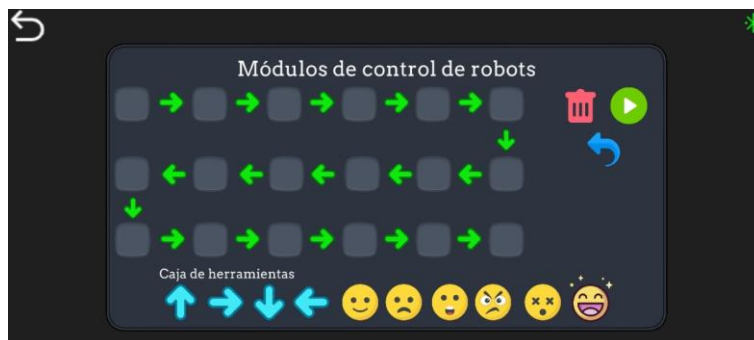 Módulos de control de robots
Caja de herramientas